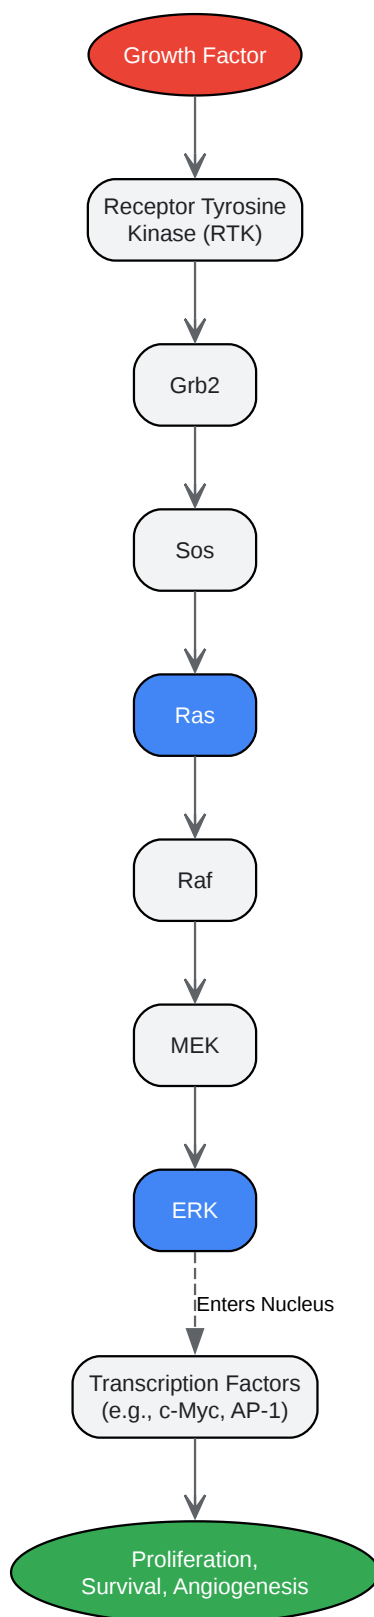 Growth Factor
Receptor Tyrosine
Kinase (RTK)
Grb2
Sos
Ras
Raf
MEK
ERK
Enters Nucleus
Transcription Factors
(e.g., c-Myc, AP-1)
Proliferation,
Survival, Angiogenesis